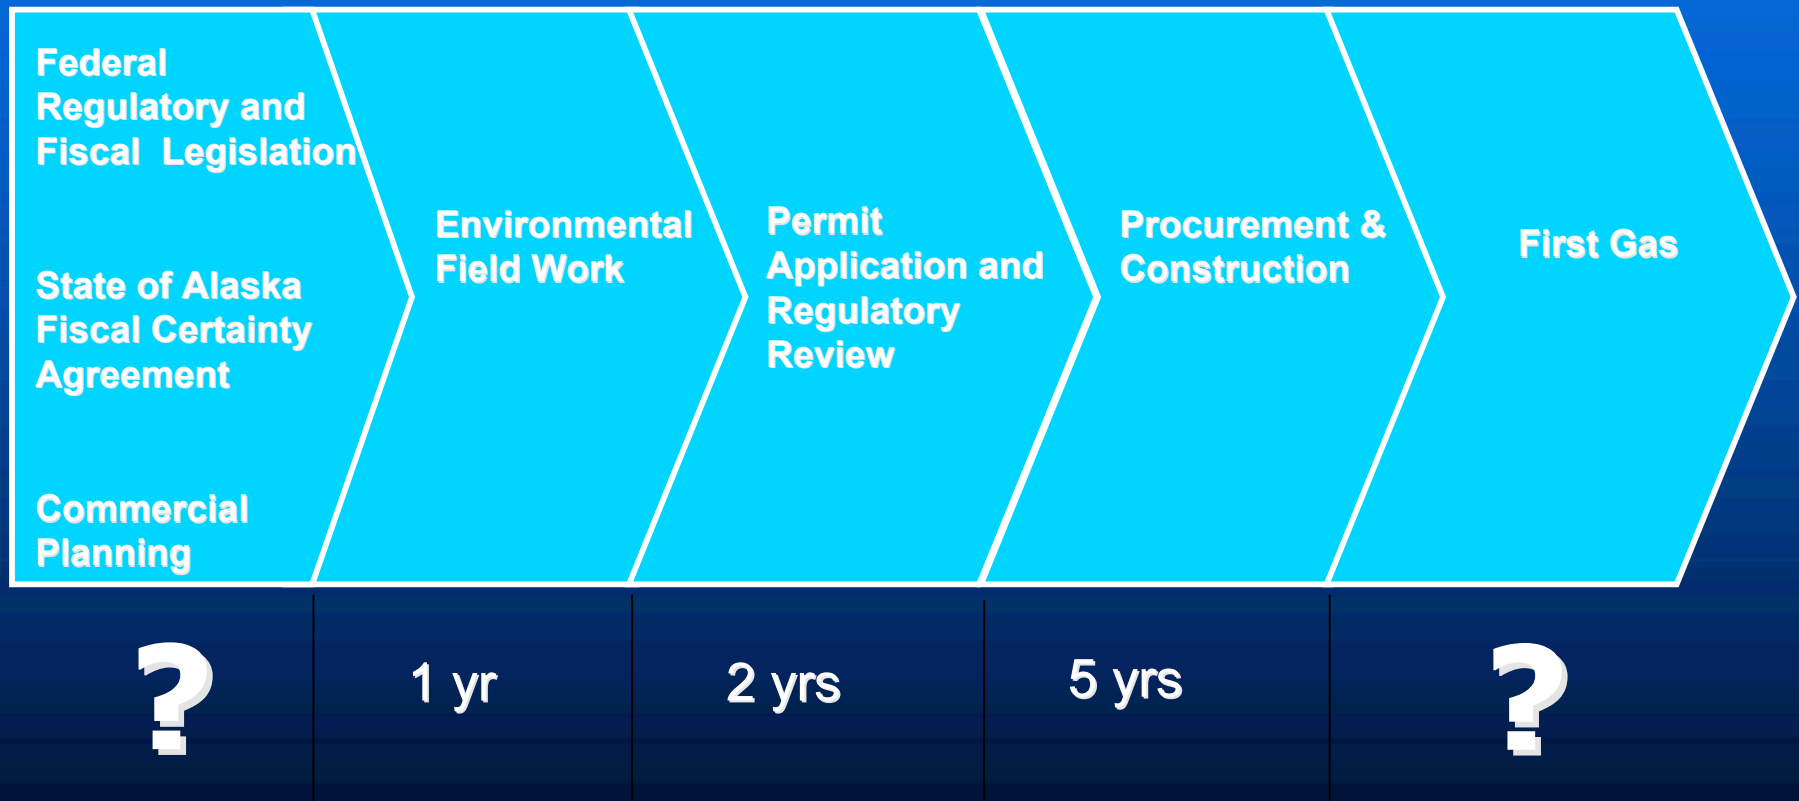 Federal
Regulatory and
Fiscal Legislation
State of Alaska
Fiscal Certainty
Agreement
Commercial
Planning
Environmental
Field Work
Permit
Application and
Regulatory
Review
Procurement &
Construction
First Gas
?
1 yr
2 yrs
5 yrs
?